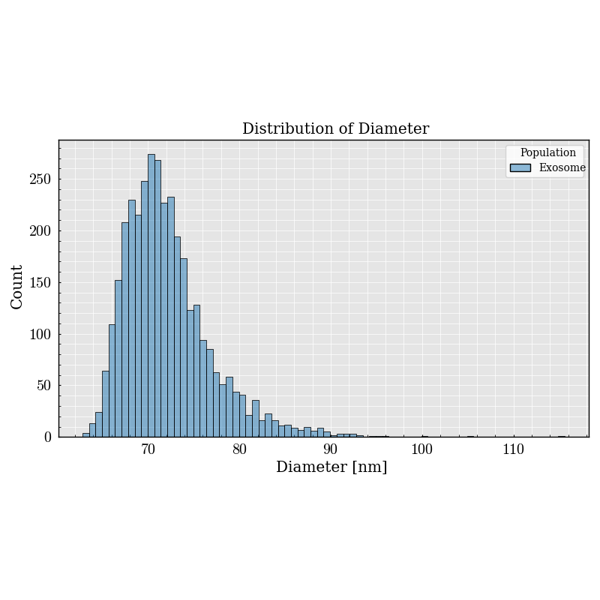 Distribution of Diameter
Population
Exosome
250
200
150
100
50
0
Count
70 80 90 100 110
Diameter [nm]